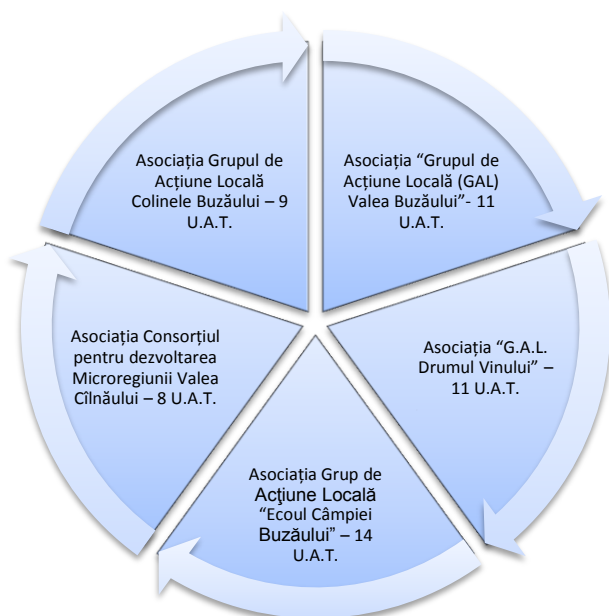 Asociația Grupul de
Acțiune Locală
Colinele Buzăului – 9
U.A.T.
Asociația “Grupul de
Acțiune Locală (GAL)
Valea Buzăului”- 11
U.A.T.
Asociația “G.A.L.
Drumul Vinului” –
11 U.A.T.
Asociația Grup de
Acţiune Locală
“Ecoul Câmpiei
Buzăului” – 14
U.A.T.
Asociația Consorțiul
pentru dezvoltarea
Microregiunii Valea
Cîlnăului – 8 U.A.T.